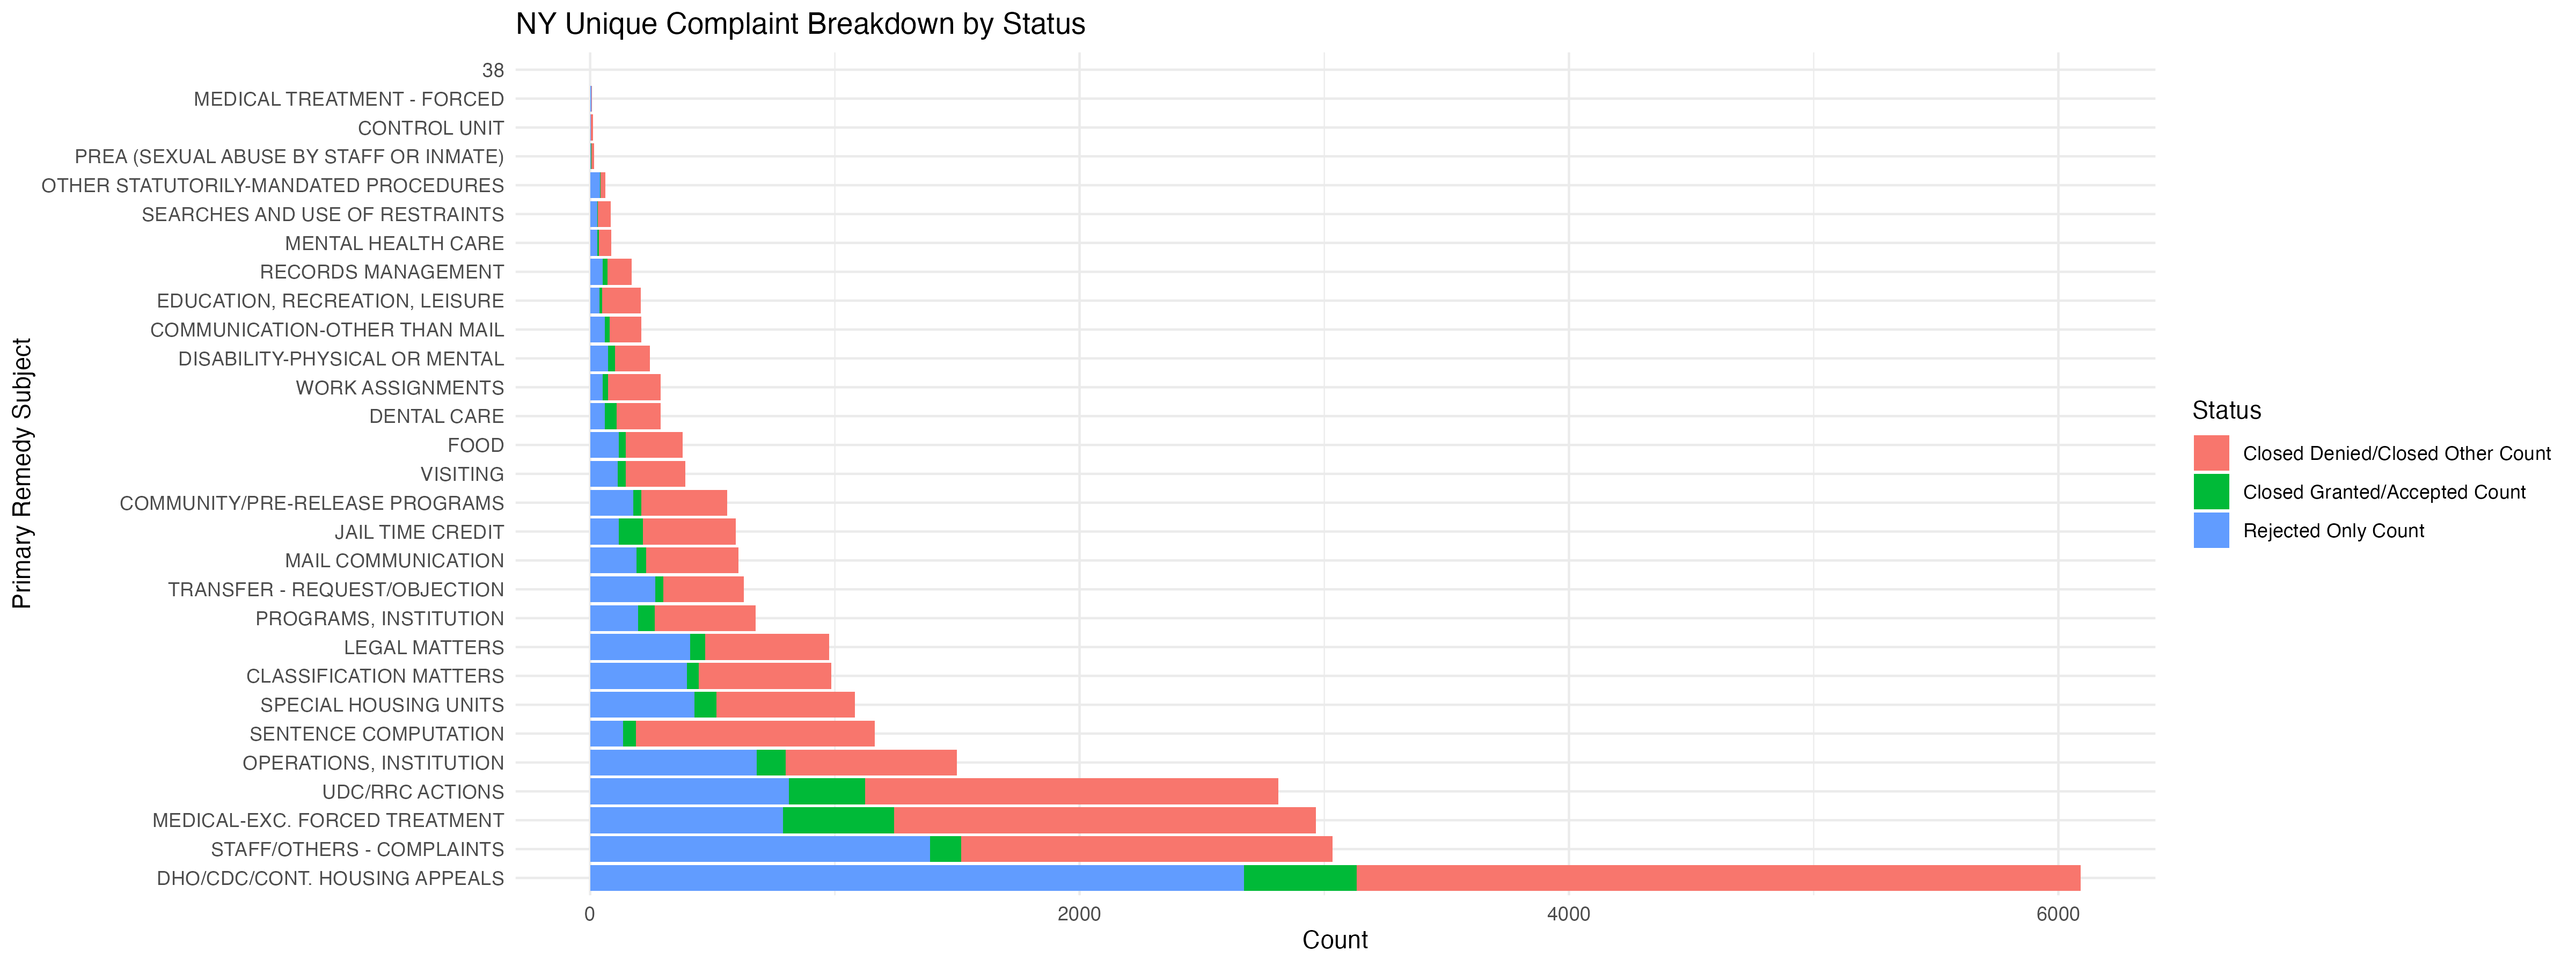 NY Unique Complaint Breakdown by Status
Primary Remedy Subject
38
MEDICAL TREATMENT - FORCED
CONTROL UNIT
PREA (SEXUAL ABUSE BY STAFF OR INMATE)
OTHER STATUTORILY-MANDATED PROCEDURES
SEARCHES AND USE OF RESTRAINTS
MENTAL HEALTH CARE
RECORDS MANAGEMENT
EDUCATION, RECREATION, LEISURE
COMMUNICATION-OTHER THAN MAIL
DISABILITY-PHYSICAL OR MENTAL
WORK ASSIGNMENTS
DENTAL CARE
FOOD
VISITING
COMMUNITY/PRE-RELEASE PROGRAMS
JAIL TIME CREDIT
MAIL COMMUNICATION
TRANSFER - REQUEST/OBJECTION
PROGRAMS, INSTITUTION
LEGAL MATTERS
CLASSIFICATION MATTERS
SPECIAL HOUSING UNITS
SENTENCE COMPUTATION
OPERATIONS, INSTITUTION
UDC/RRC ACTIONS
MEDICAL-EXC. FORCED TREATMENT
STAFF/OTHERS - COMPLAINTS
DHO/CDC/CONT. HOUSING APPEALS
0 2000 4000 6000
Count
Status
Closed Denied/Closed Other Count
Closed Granted/Accepted Count
Rejected Only Count